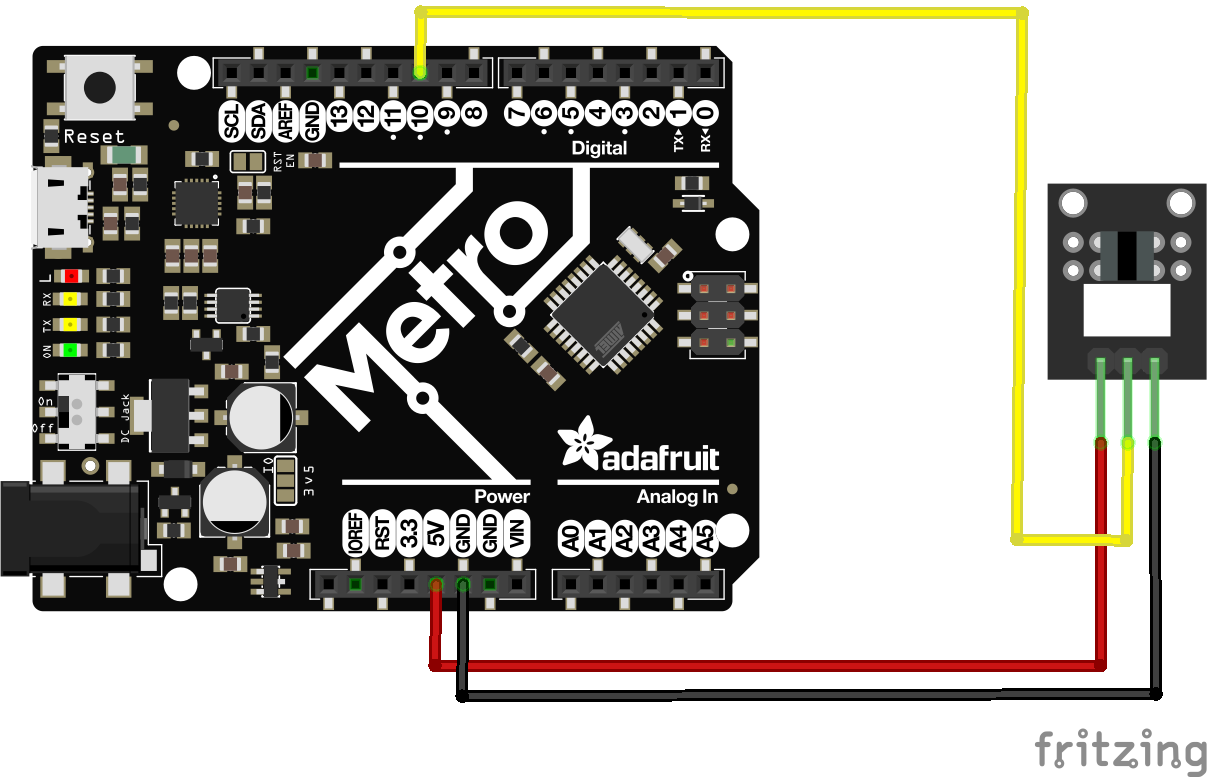 Reset
SCL SDA AREF GND 13 12 11 10 9 8 7 6 5 4 3 2 1 0
TX RX
Digital
RST
EN
L
RX
TX
ON
Metro
On
Off
DC Jack
IO
3v5
ATMEL
adafruit
Power
Analog In
IOREF RST 3.3 5V GND GND VIN A0 A1 A2 A3 A4 A5
fritzing